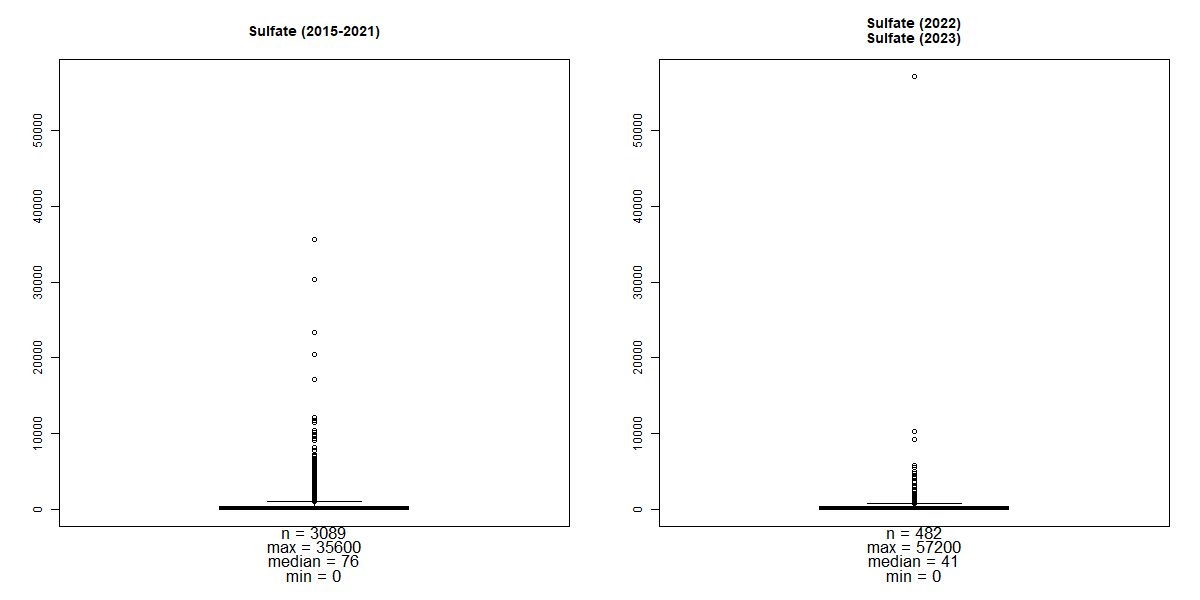 Sulfate (2015-2021)
50000
40000
30000
20000
10000
0
n = 3089
max = 35600
median = 76
min = 0
Sulfate (2022)
Sulfate (2023)
50000
40000
30000
20000
10000
0
n = 482
max = 57200
median = 41
min = 0